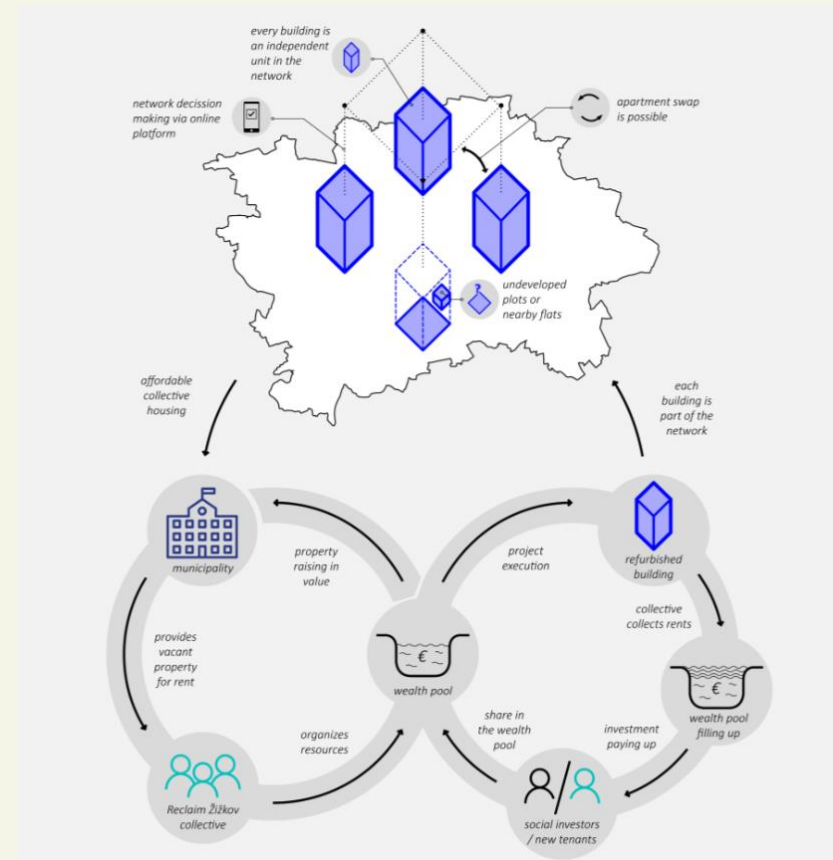 every building is
an independent
unit in the
network
network decission
making via online
platform
apartment swap
is possible
?
undeveloped
plots or
nearby flats
affordable
collective
housing
each
building is
part of the
network
municipality
property
raising in
value
project
execution
refurbished
building
collective
collects rents
provides
vacant
property
for rent
€
wealth pool
€
wealth pool
filling up
organizes
resources
share in
the wealth
pool
investment
paying up
Reclaim Žižkov
collective
social investors
/ new tenants